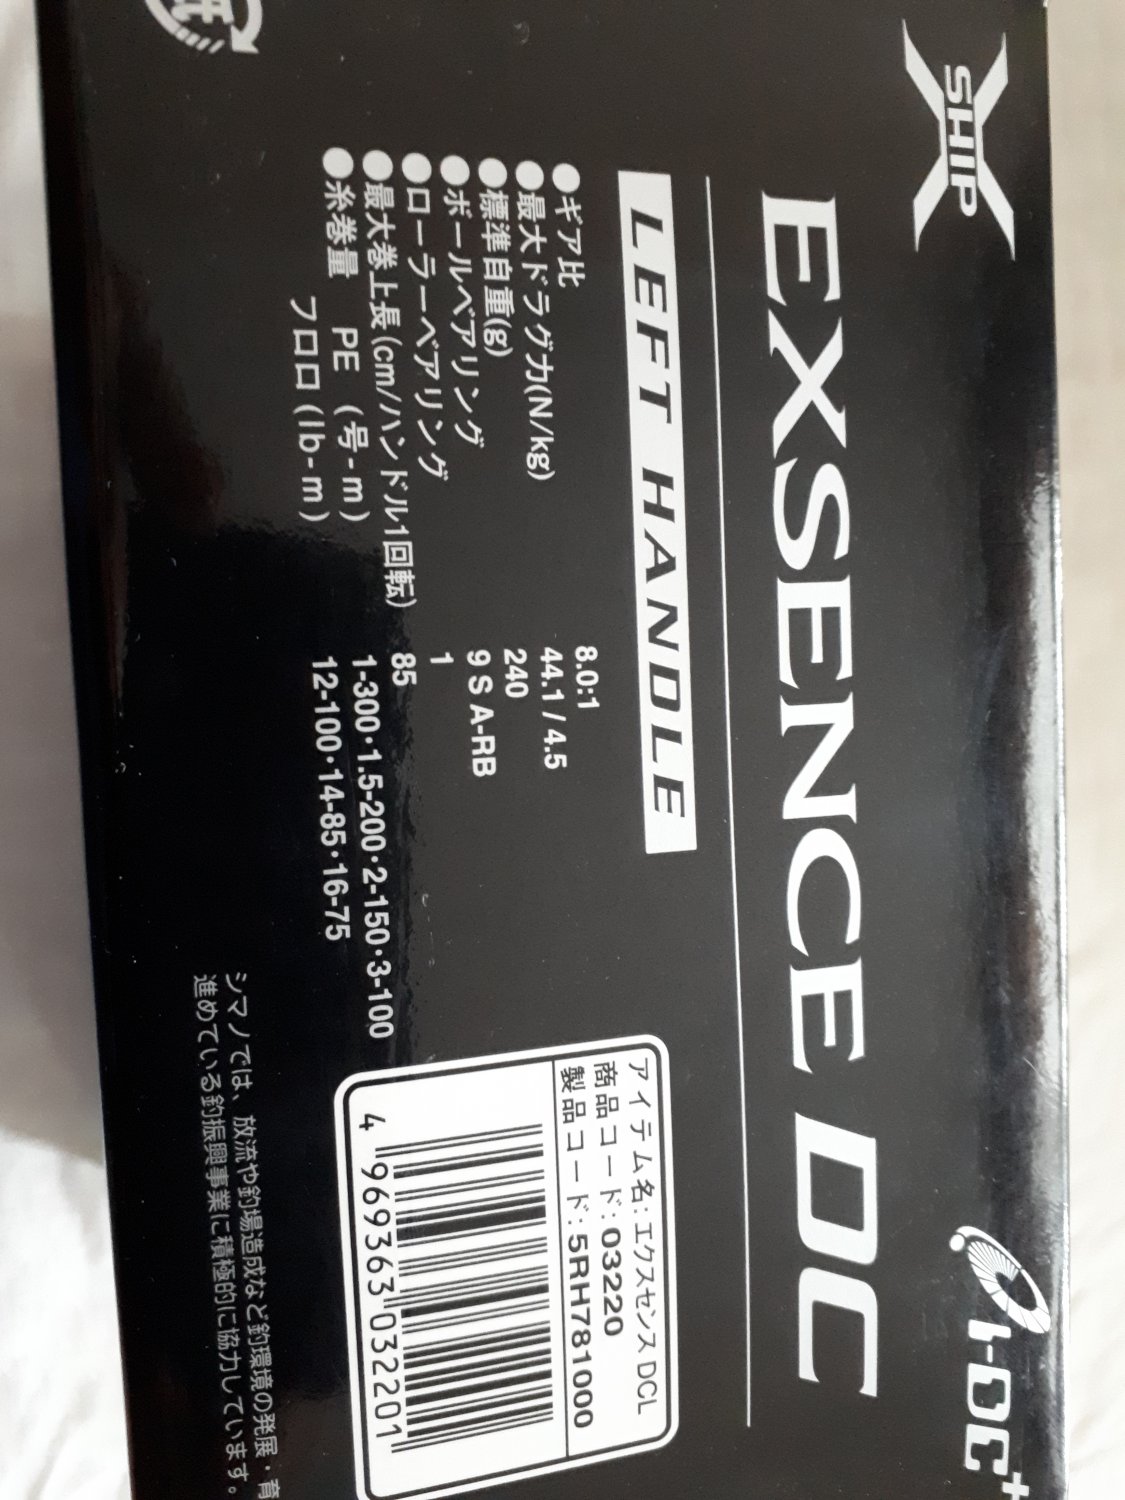 X SHIP
I-DC+
EXSENCE DC
LEFT HANDLE
●ギア比 8.0:1
●最大ドラグ力(N/kg) 44.1 / 4.5
●標準自重(g) 240
●ボールベアリング 9 S A-RB
●ローラーベアリング 1
●最大巻上長(cm/ハンドル1回転) 85
●糸巻量 PE (号-m) 1-300・1.5-200・2-150・3-100
フロロ(lb-m) 12-100・14-85・16-75
アイテム名:エクスセンス DCL
商品コード:03220
製品コード:5RH781000
4 969363 032201
シマノでは、放流や釣場造成など釣環境の発展・育
進めている釣振興事業に積極的に協力しています。